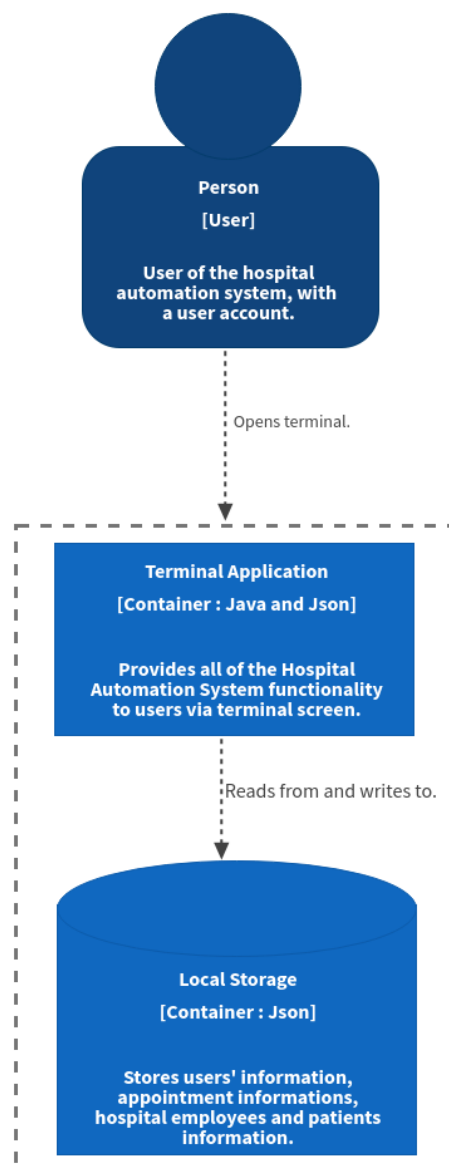 Person
[User]
User of the hospital
automation system, with
a user account.
Opens terminal.
Terminal Application
[Container : Java and Json]
Provides all of the Hospital
Automation System functionality
to users via terminal screen.
Reads from and writes to.
Local Storage
[Container : Json]
Stores users' information,
appointment informations,
hospital employees and patients
information.